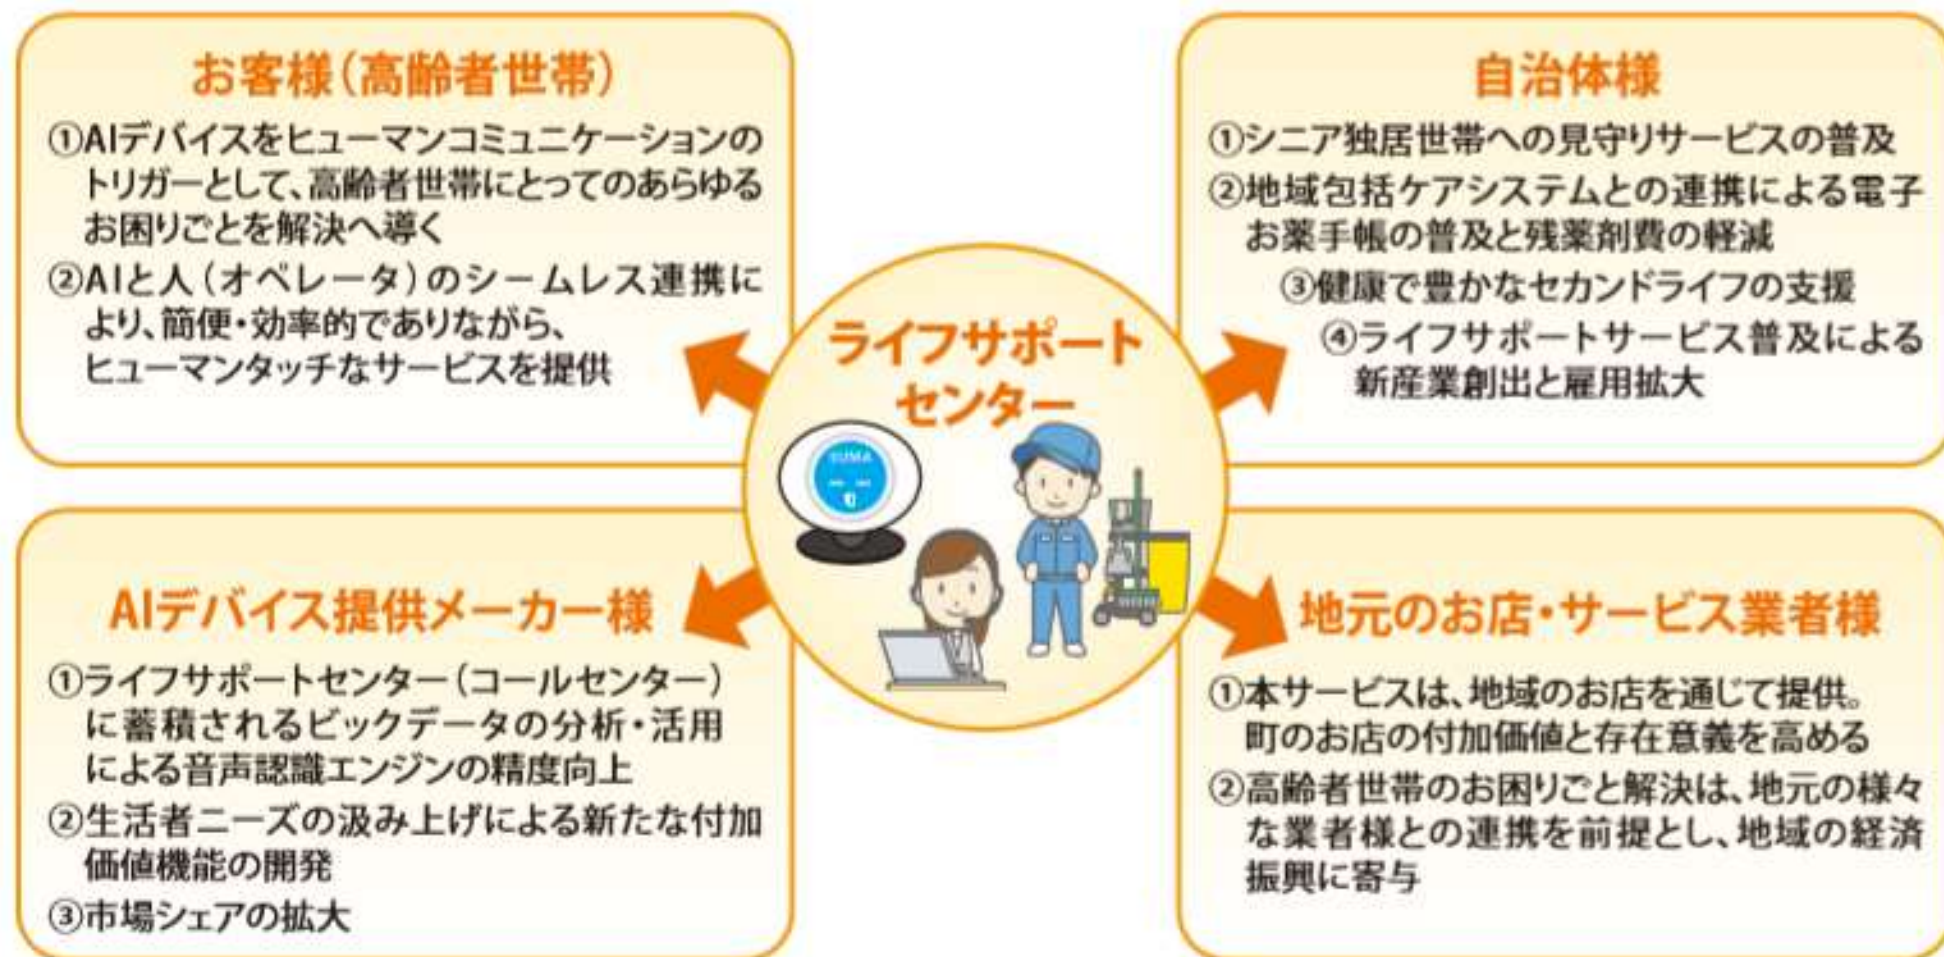 お客様（高齢者世帯）
①AIデバイスをヒューマンコミュニケーションの
トリガーとして、高齢者世帯にとってのあらゆる
お困りごとを解決へ導く
②AIと人（オペレータ）のシームレス連携に
より、簡便・効率的でありながら、
ヒューマンタッチなサービスを提供
自治体様
①シニア独居世帯への見守りサービスの普及
②地域包括ケアシステムとの連携による電子
お薬手帳の普及と残薬剤費の軽減
③健康で豊かなセカンドライフの支援
④ライフサポートサービス普及による
新産業創出と雇用拡大
ライフサポート
センター
SUMA
AIデバイス提供メーカー様
①ライフサポートセンター（コールセンター）
に蓄積されるビックデータの分析・活用
による音声認識エンジンの精度向上
②生活者ニーズの汲み上げによる新たな付加
価値機能の開発
③市場シェアの拡大
地元のお店・サービス業者様
①本サービスは、地域のお店を通じて提供。
町のお店の付加価値と存在意義を高める
②高齢者世帯のお困りごと解決は、地元の様々
な業者様との連携を前提とし、地域の経済
振興に寄与